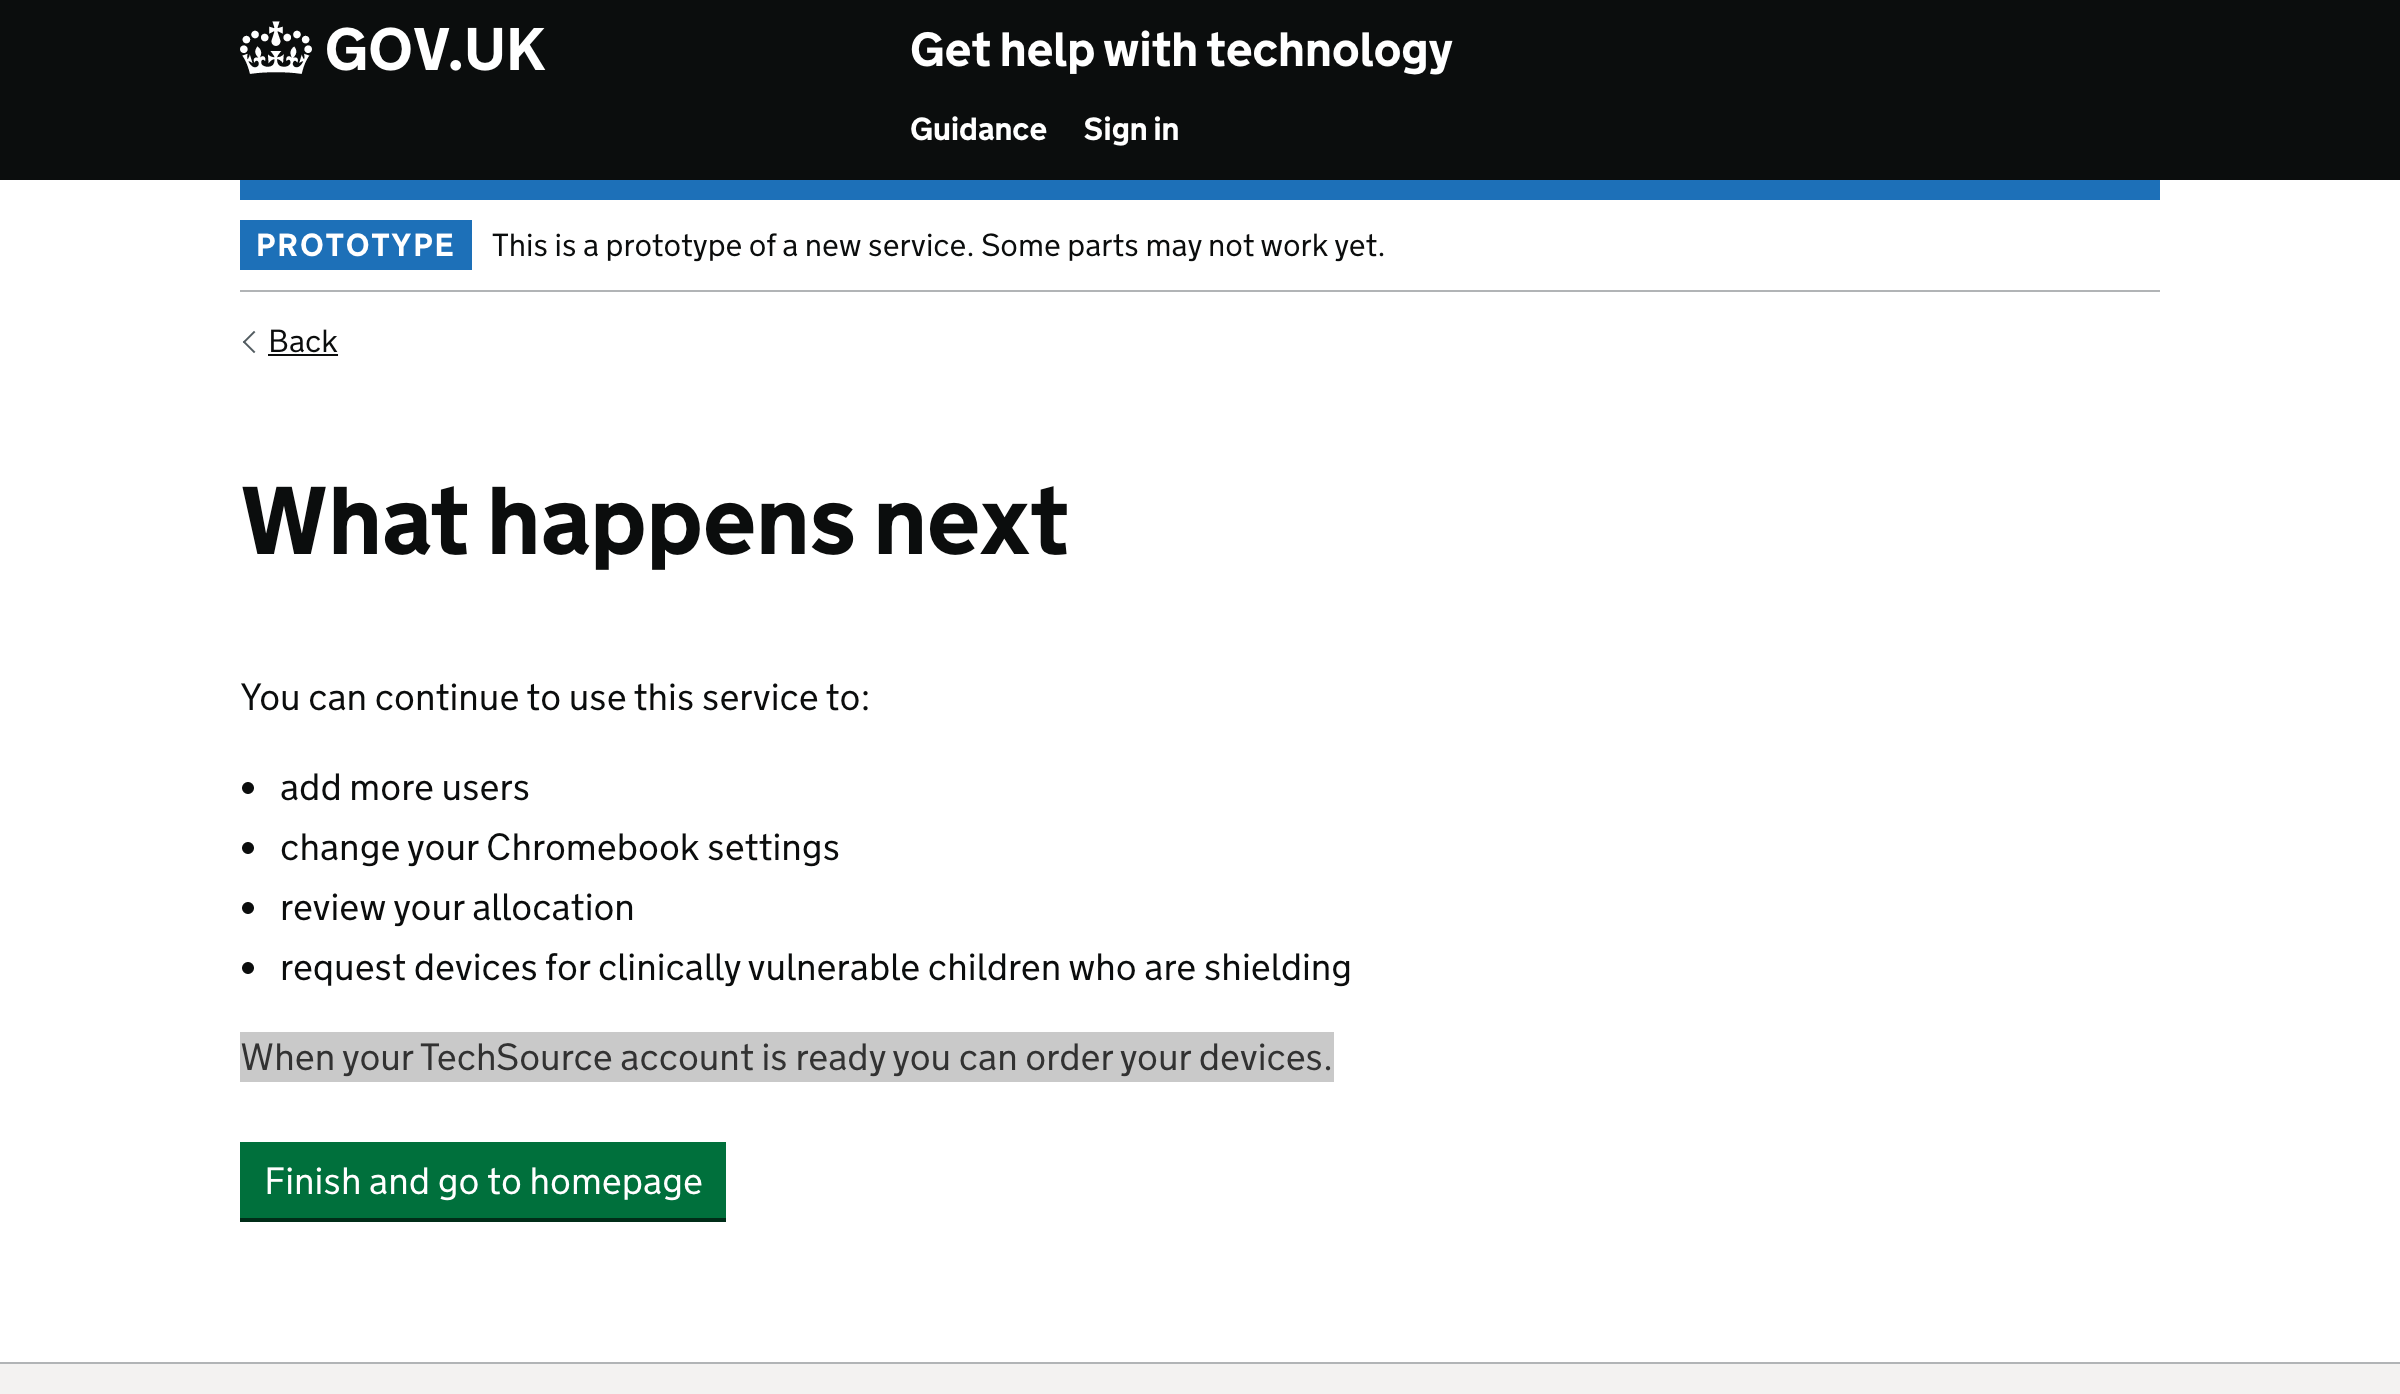 GOV.UK
Get help with technology
Guidance Sign in
PROTOTYPE This is a prototype of a new service. Some parts may not work yet.
Back
What happens next
You can continue to use this service to:
• add more users
• change your Chromebook settings
• review your allocation
• request devices for clinically vulnerable children who are shielding
When your TechSource account is ready you can order your devices.
Finish and go to homepage